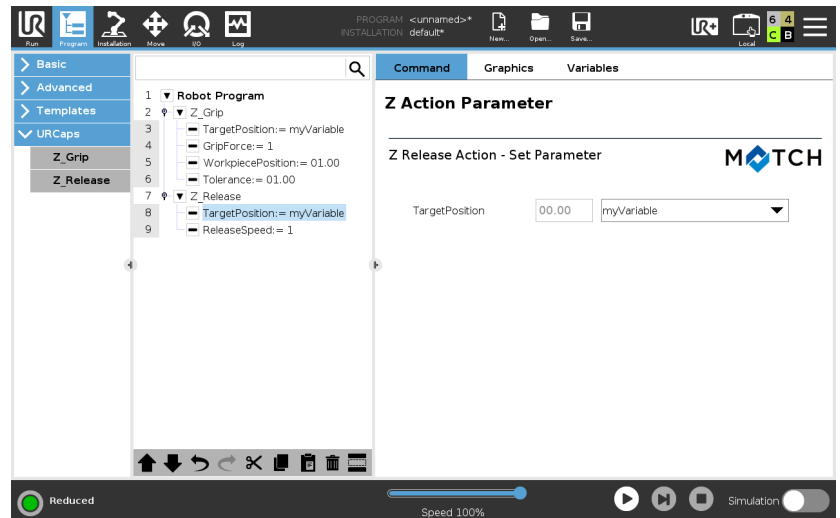 PROGRAM <unnamed>*
INSTALLATION default*
Run
Program
Installation
Move
I/O
Log
New...
Open...
Save...
UR+
Local
6 4
C B
Basic
Advanced
Templates
URCaps
Z_Grip
Z_Release
1 Robot Program
2 Z_Grip
3 TargetPosition:= myVariable
4 GripForce:= 1
5 WorkpiecePosition:= 01.00
6 Tolerance:= 01.00
7 Z_Release
8 TargetPosition:= myVariable
9 ReleaseSpeed:= 1
Command Graphics Variables
Z Action Parameter
Z Release Action - Set Parameter
MATCH
TargetPosition 00.00 myVariable
Reduced
Speed 100%
Simulation